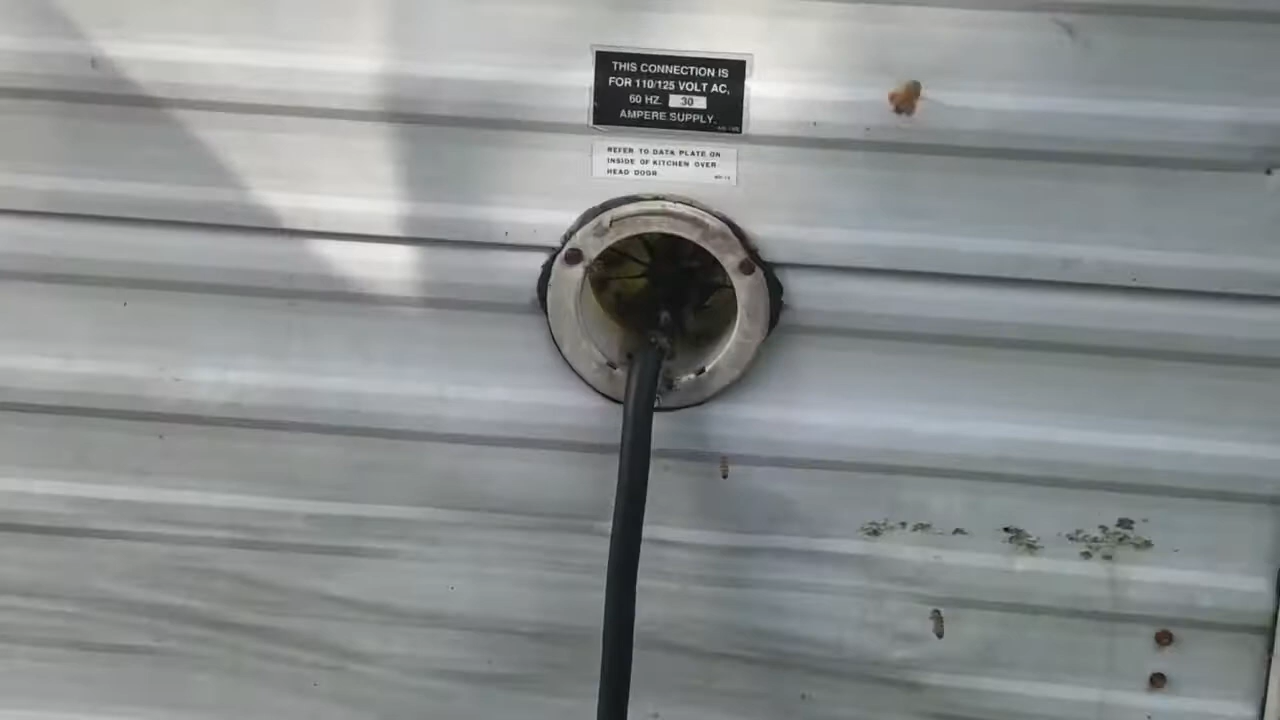 THIS CONNECTION IS
FOR 110/125 VOLT AC,
60 HZ. 30
AMPERE SUPPLY.
REFER TO DATA PLATE ON
INSIDE OF KITCHEN OVER
HEAD DOOR